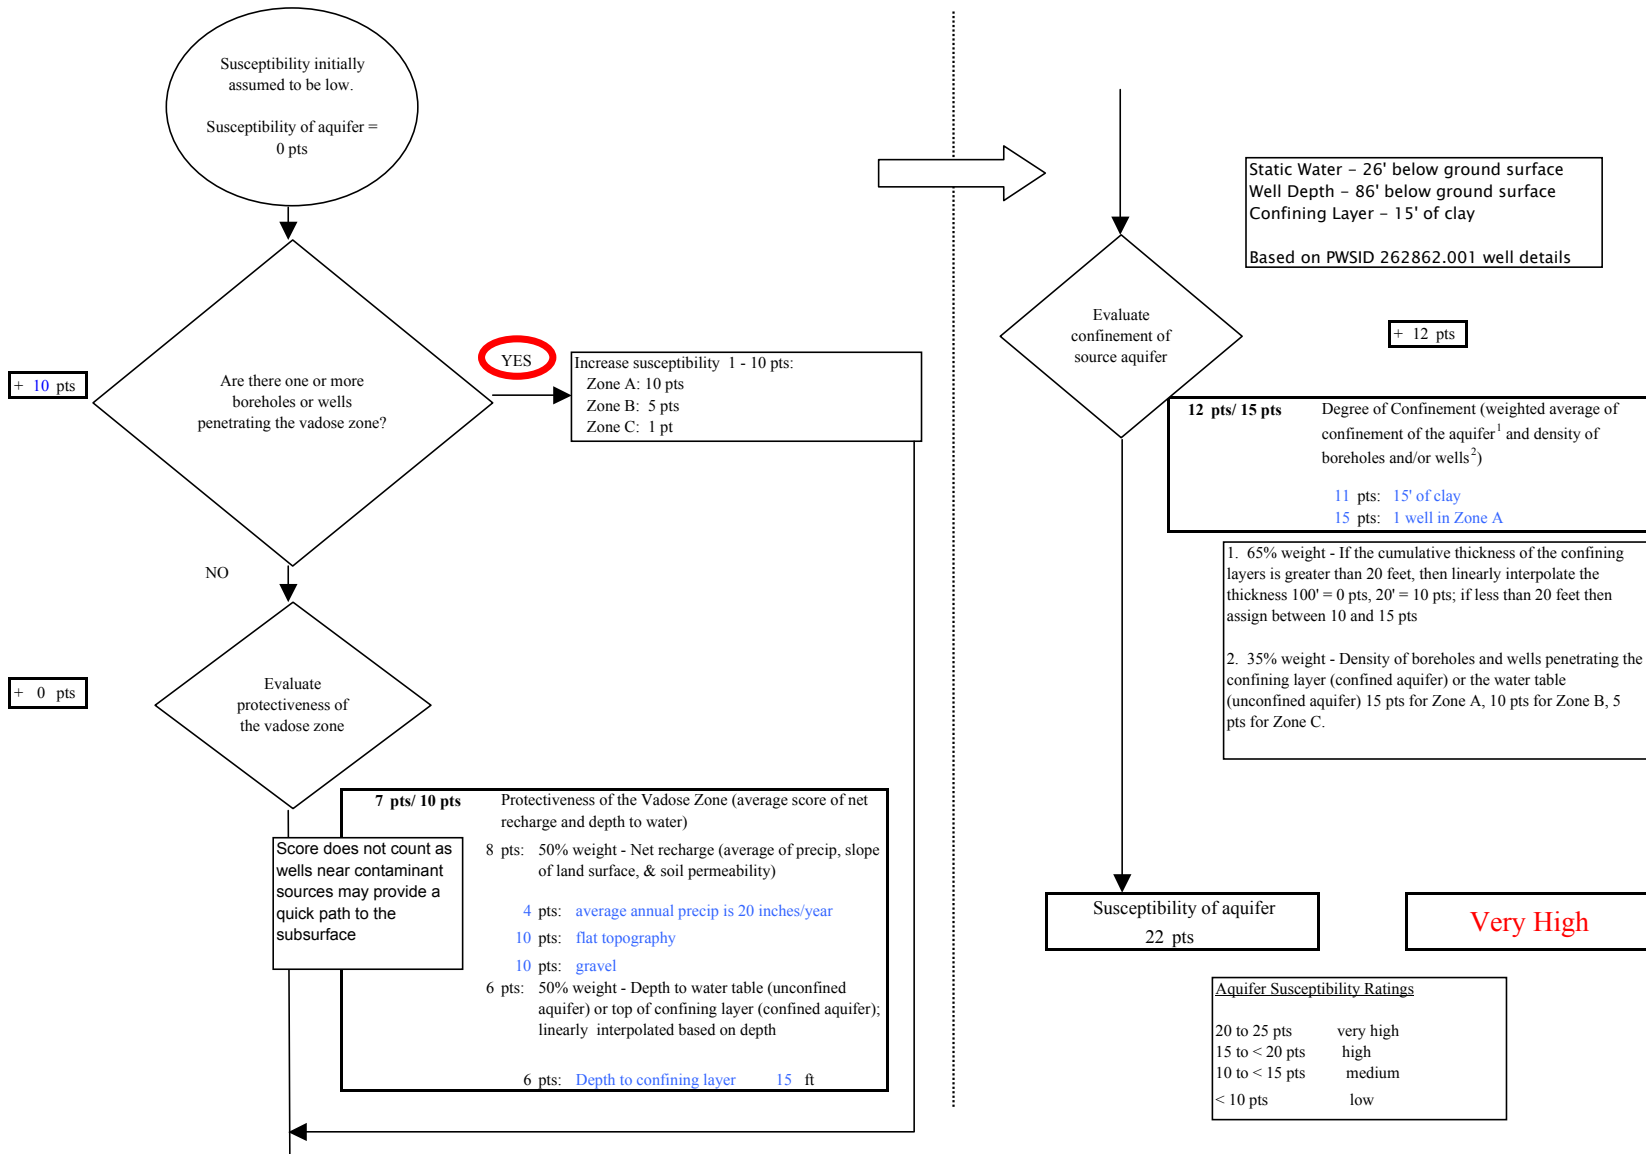 Susceptibility initially
assumed to be low.
Susceptibility of aquifer =
0 pts
+ 10 pts
Are there one or more
boreholes or wells
penetrating the vadose zone?
YES
Increase susceptibility 1 - 10 pts:
Zone A: 10 pts
Zone B: 5 pts
Zone C: 1 pt
NO
+ 0 pts
Evaluate
protectiveness of
the vadose zone
7 pts/ 10 pts Protectiveness of the Vadose Zone (average score of net
recharge and depth to water)
Score does not count as
wells near contaminant
sources may provide a
quick path to the
subsurface
8 pts: 50% weight - Net recharge (average of precip, slope
of land surface, & soil permeability)
4 pts: average annual precip is 20 inches/year
10 pts: flat topography
10 pts: gravel
6 pts: 50% weight - Depth to water table (unconfined
aquifer) or top of confining layer (confined aquifer);
linearly interpolated based on depth
6 pts: Depth to confining layer 15 ft
Static Water – 26' below ground surface
Well Depth – 86' below ground surface
Confining Layer – 15' of clay
Based on PWSID 262862.001 well details
Evaluate
confinement of
source aquifer
+ 12 pts
12 pts/ 15 pts Degree of Confinement (weighted average of
confinement of the aquifer¹ and density of
boreholes and/or wells²)
11 pts: 15' of clay
15 pts: 1 well in Zone A
1. 65% weight - If the cumulative thickness of the confining
layers is greater than 20 feet, then linearly interpolate the
thickness 100' = 0 pts, 20' = 10 pts; if less than 20 feet then
assign between 10 and 15 pts
2. 35% weight - Density of boreholes and wells penetrating the
confining layer (confined aquifer) or the water table
(unconfined aquifer) 15 pts for Zone A, 10 pts for Zone B, 5
pts for Zone C.
Susceptibility of aquifer
22 pts
Very High
Aquifer Susceptibility Ratings
20 to 25 pts very high
15 to < 20 pts high
10 to < 15 pts medium
< 10 pts low